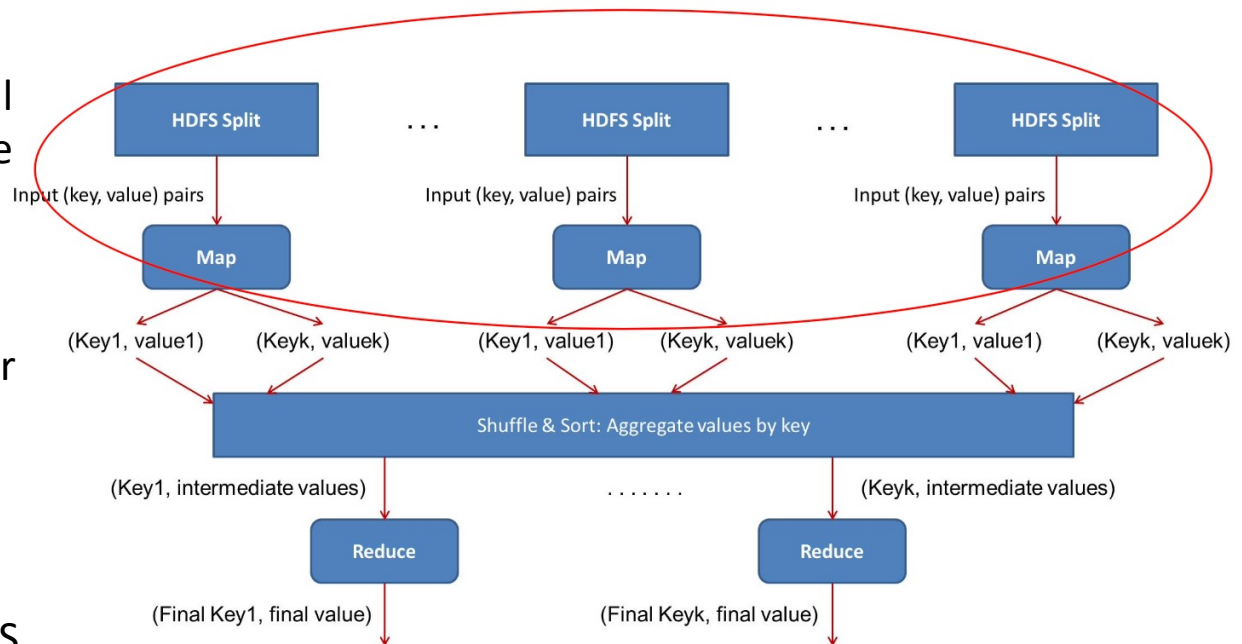 l
HDFS Split ... HDFS Split ... HDFS Split
e
Input (key, value) pairs Input (key, value) pairs Input (key, value) pairs
Map Map Map
(Key1, value1) (Keyk, valuek) (Key1, value1) (Keyk, valuek) (Key1, value1) (Keyk, valuek)
r
Shuffle & Sort: Aggregate values by key
(Key1, intermediate values) ....... (Keyk, intermediate values)
Reduce Reduce
(Final Key1, final value) (Final Keyk, final value)
s